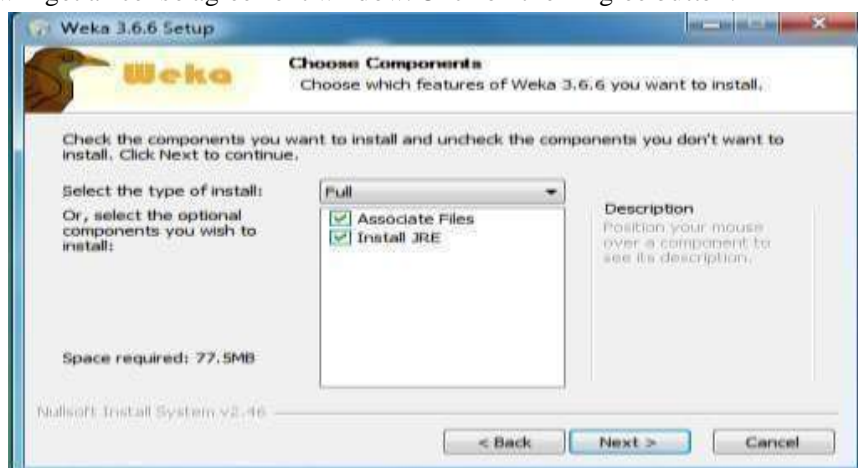 Weka 3.6.6 Setup
Weka
Choose Components
Choose which features of Weka 3.6.6 you want to install.
Check the components you want to install and uncheck the components you don't want to
install. Click Next to continue.
Select the type of install:
Full
Or, select the optional
components you wish to
install:
Associate Files
Install JRE
Description
Position your mouse
over a component to
see its description.
Space required: 77.5MB
Nullsoft Install System v2.46
< Back
Next >
Cancel